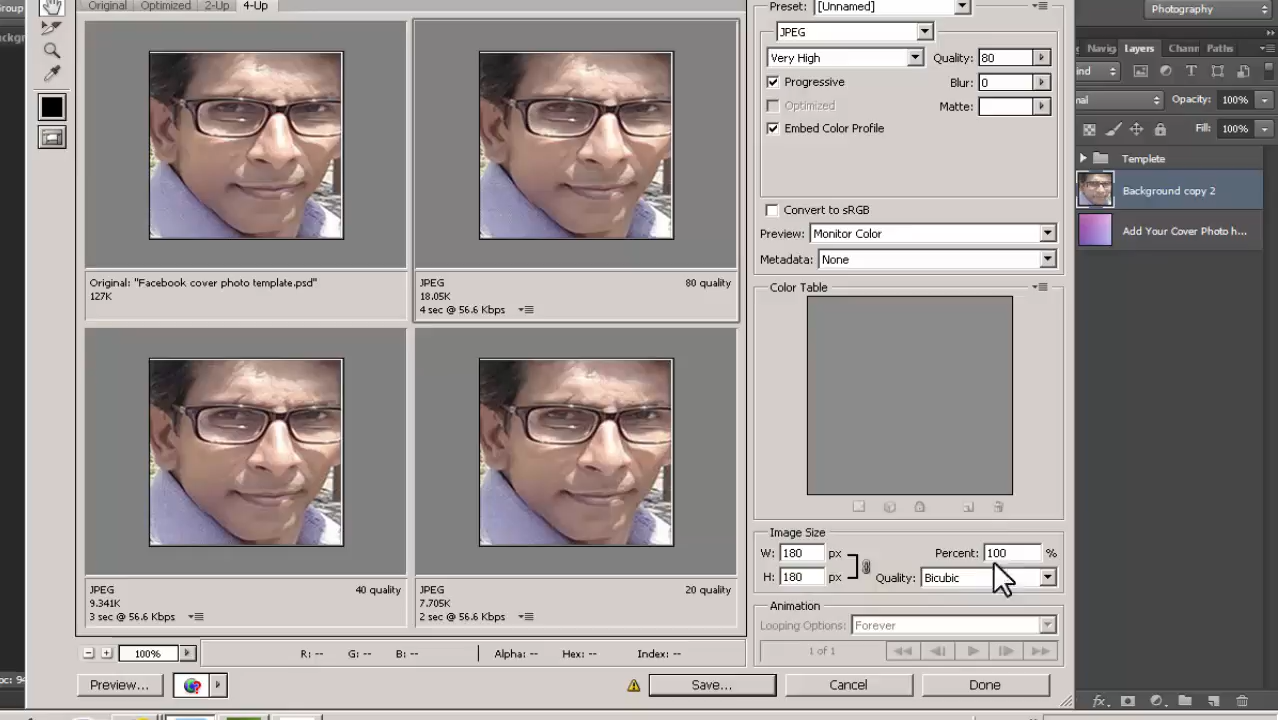 Group
Original Optimized 2-Up 4-Up
Preset: [Unnamed]
Photography
JPEG
Very High
Quality: 80
Progressive
Blur: 0
Optimized
Matte:
Embed Color Profile
Convert to sRGB
Preview: Monitor Color
Metadata: None
Original: "Facebook cover photo template.psd"
127K
JPEG 80 quality
18.05K
4 sec @ 56.6 Kbps
Color Table
JPEG 40 quality
9.341K
3 sec @ 56.6 Kbps
JPEG 20 quality
7.705K
2 sec @ 56.6 Kbps
Image Size
W: 180 px
Percent: 100 %
H: 180 px
Quality: Bicubic
Animation
Looping Options: Forever
1 of 1
100%
R: -- G: -- B: -- Alpha: -- Hex: -- Index: --
Preview... Save... Cancel Done
Navig Layers Chann Paths
ind
nal Opacity: 100%
Fill: 100%
Templete
Background copy 2
Add Your Cover Photo h...